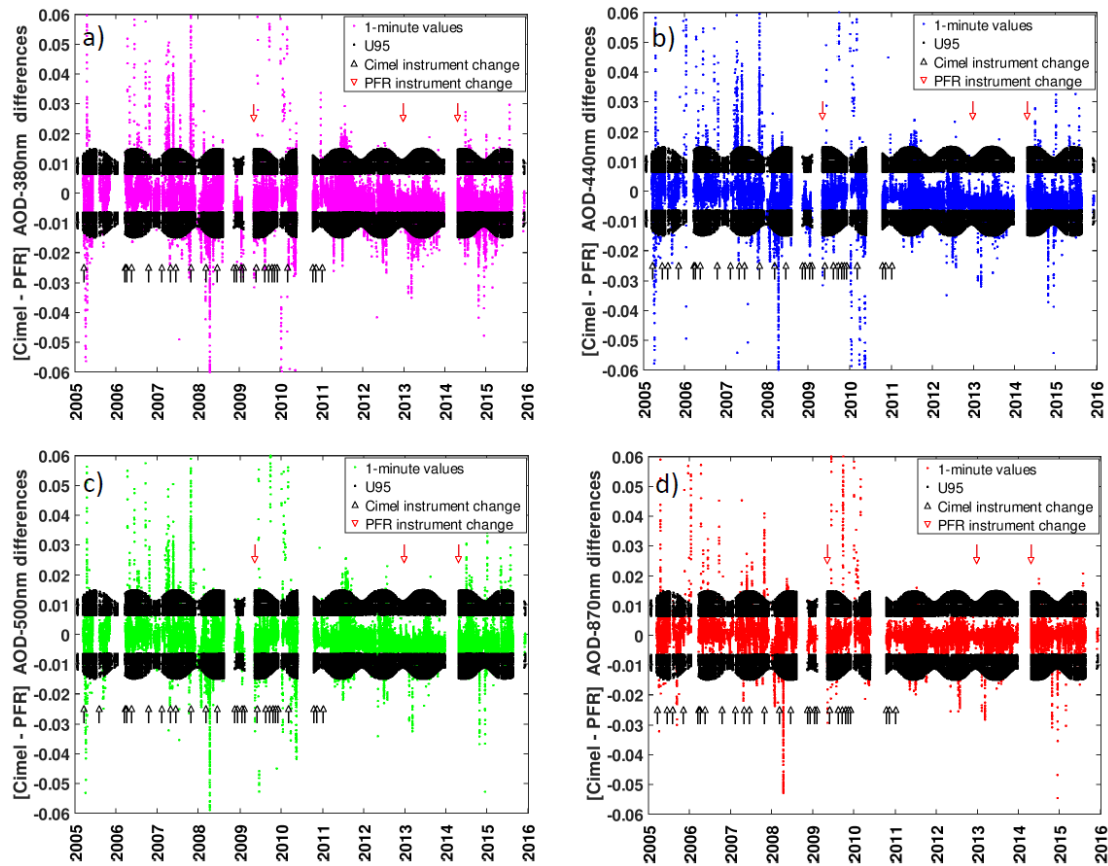 a)
1-minute values
U95
Cimel instrument change
PFR instrument change
[Cimel - PFR] AOD-380nm differences
0.06
0.05
0.04
0.03
0.02
0.01
0
-0.01
-0.02
-0.03
-0.04
-0.05
-0.06
2005 2006 2007 2008 2009 2010 2011 2012 2013 2014 2015 2016
b)
1-minute values
U95
Cimel instrument change
PFR instrument change
[Cimel - PFR] AOD-440nm differences
0.06
0.05
0.04
0.03
0.02
0.01
0
-0.01
-0.02
-0.03
-0.04
-0.05
-0.06
2005 2006 2007 2008 2009 2010 2011 2012 2013 2014 2015 2016
c)
1-minute values
U95
Cimel instrument change
PFR instrument change
[Cimel - PFR] AOD-500nm differences
0.06
0.05
0.04
0.03
0.02
0.01
0
-0.01
-0.02
-0.03
-0.04
-0.05
-0.06
2005 2006 2007 2008 2009 2010 2011 2012 2013 2014 2015 2016
d)
1-minute values
U95
Cimel instrument change
PFR instrument change
[Cimel - PFR] AOD-870nm differences
0.06
0.05
0.04
0.03
0.02
0.01
0
-0.01
-0.02
-0.03
-0.04
-0.05
-0.06
2005 2006 2007 2008 2009 2010 2011 2012 2013 2014 2015 2016